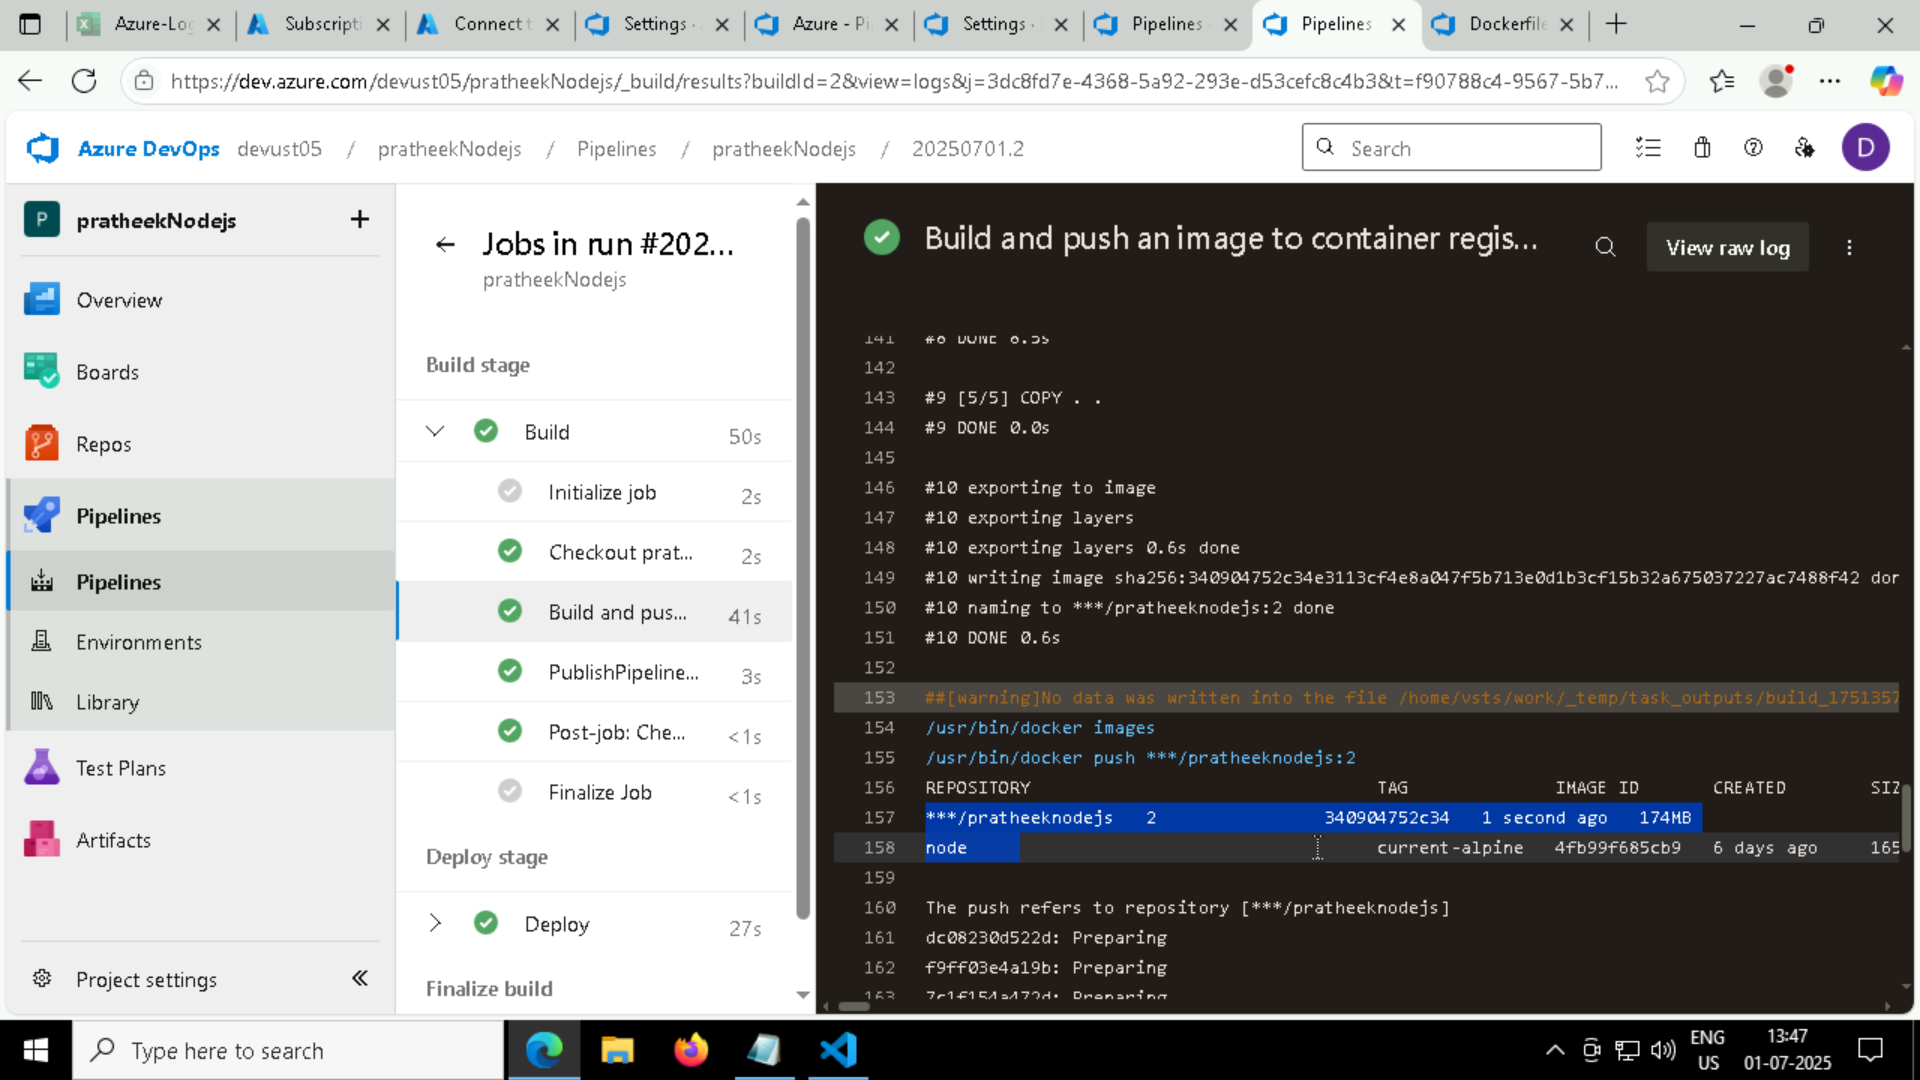 Azure-Log
Subscripti
Connect t
Settings ·
Azure - Pi
Settings ·
Pipelines
Pipelines
Dockerfile
https://dev.azure.com/devust05/pratheekNodejs/_build/results?buildId=2&view=logs&j=3dc8fd7e-4368-5a92-293e-d53cefc8c4b3&t=f90788c4-9567-5b7...
Azure DevOps devust05 / pratheekNodejs / Pipelines / pratheekNodejs / 20250701.2
Search
D
P pratheekNodejs +
Overview
Boards
Repos
Pipelines
Pipelines
Environments
Library
Test Plans
Artifacts
Project settings
Jobs in run #202...
pratheekNodejs
Build stage
Build 50s
Initialize job 2s
Checkout prat... 2s
Build and pus... 41s
PublishPipeline... 3s
Post-job: Che... <1s
Finalize Job <1s
Deploy stage
Deploy 27s
Finalize build
Build and push an image to container regis...
View raw log
141 #8 DONE 8.5s
142
143 #9 [5/5] COPY . .
144 #9 DONE 0.0s
145
146 #10 exporting to image
147 #10 exporting layers
148 #10 exporting layers 0.6s done
149 #10 writing image sha256:340904752c34e3113cf4e8a047f5b713e0d1b3cf15b32a675037227ac7488f42 don
150 #10 naming to ***/pratheeknodejs:2 done
151 #10 DONE 0.6s
152
153 ##[warning]No data was written into the file /home/vsts/work/_temp/task_outputs/build_1751357
154 /usr/bin/docker images
155 /usr/bin/docker push ***/pratheeknodejs:2
156 REPOSITORY TAG IMAGE ID CREATED SIZ
157 ***/pratheeknodejs 2 340904752c34 1 second ago 174MB
158 node current-alpine 4fb99f685cb9 6 days ago 165
159
160 The push refers to repository [***/pratheeknodejs]
161 dc08230d522d: Preparing
162 f9ff03e4a19b: Preparing
163 7c1f154a472d: Preparing
Type here to search
ENG
US
13:47
01-07-2025